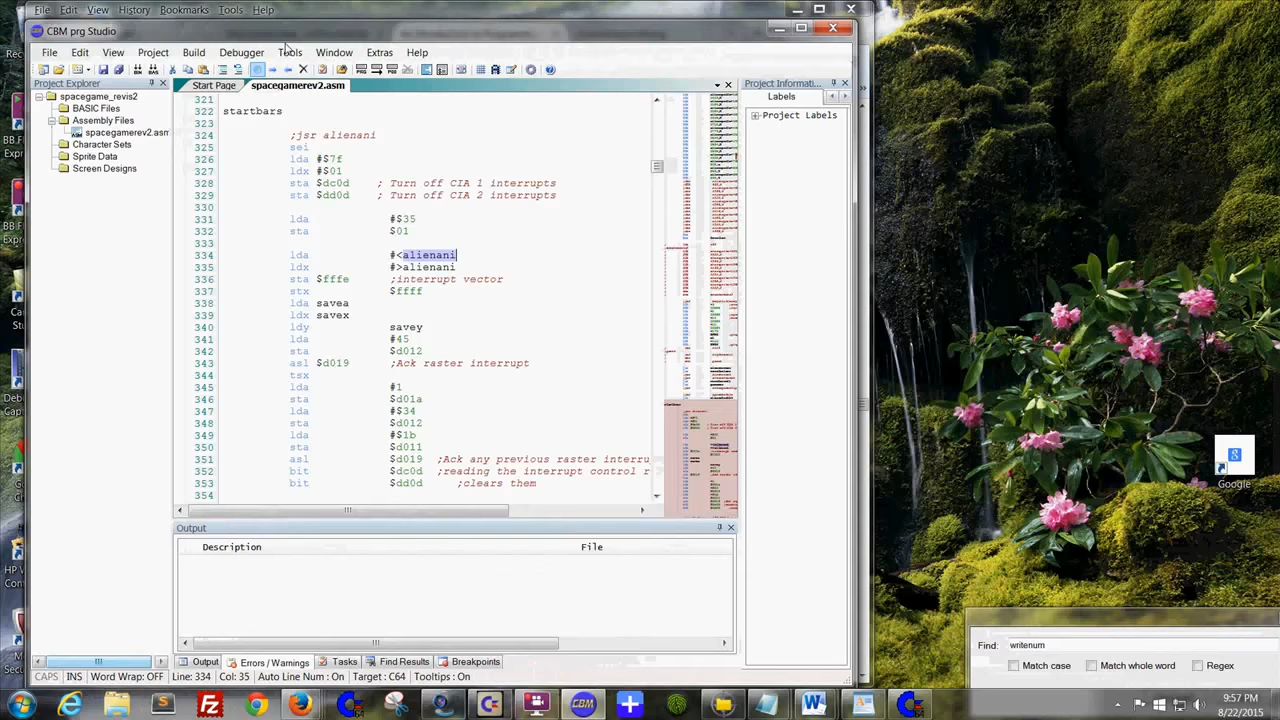 File Edit View History Bookmarks Tools Help
CBM prg Studio
File Edit View Project Build Debugger Tools Window Extras Help
Project Explorer
Start Page spacegamerev2.asm
Project Informati...
Labels
Project Labels
spacegame_revis2
BASIC Files
Assembly Files
spacegamerev2.asm
Character Sets
Sprite Data
Screen Designs
321
322 startbars
323
324 ;jsr alienani
325 sei
326 lda #$7f
327 ldx #$01
328 sta $dc0d ; Turn off CIA 1 interrupts
329 sta $dd0d ; Turn off CIA 2 interrupts
330
331 lda #$35
332 sta $01
333
334 lda #<alienani
335 ldx #>alienani
336 sta $fffe ;interrupt vector
337 stx $ffff
338 lda savea
339 ldx savex
340 ldy savey
341 lda #45
342 sta $d012
343 asl $d019 ;Ack raster interrupt
344 tsx
345 lda #1
346 sta $d01a
347 lda #$34
348 sta $d012
349 lda #$1b
350 sta $d011
351 asl $d019 ;Ack any previous raster interru
352 bit $dc0d ;reading the interrupt control r
353 bit $dd0d ;clears them
354
Output
Description File
Output Errors / Warnings Tasks Find Results Breakpoints
CAPS INS Word Wrap: OFF Line: 334 Col: 35 Auto Line Num: On Target: C64 Tooltips: On
Google
Find: writenum
Match case Match whole word Regex
9:57 PM
8/22/2015